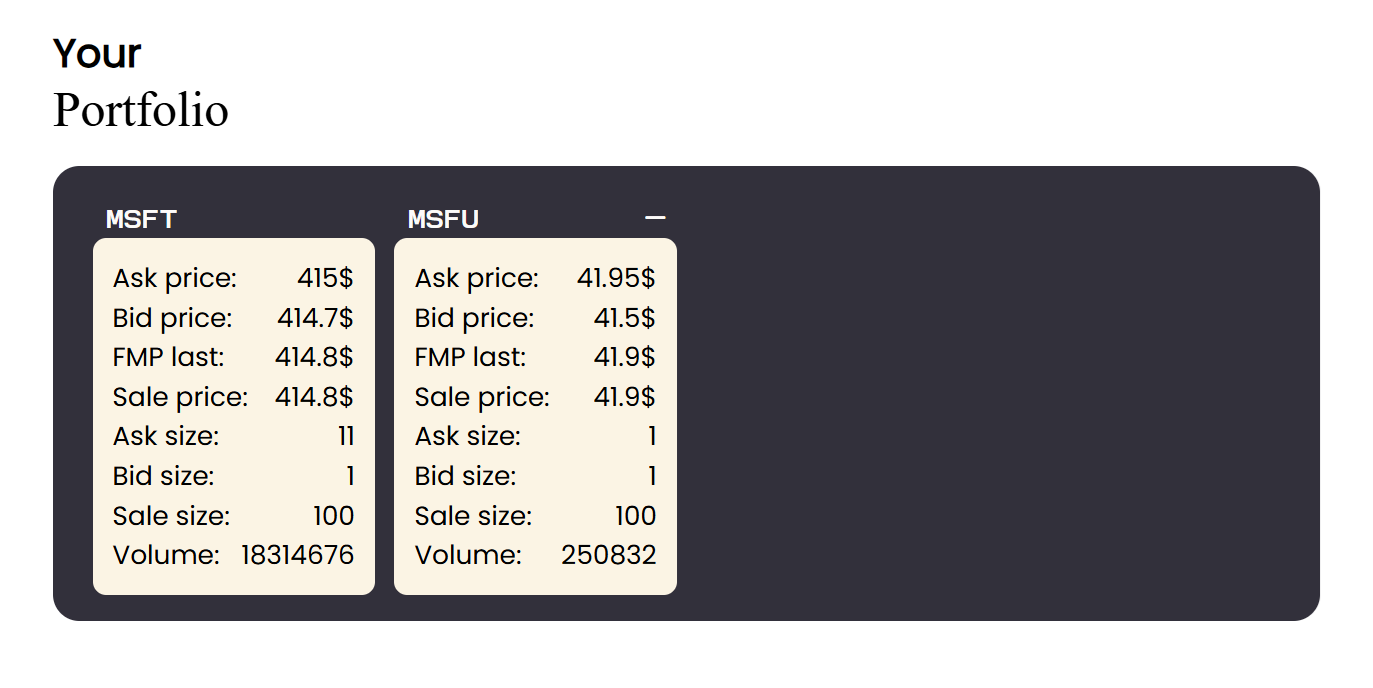 Your
Portfolio
MSFT
Ask price: 415$
Bid price: 414.7$
FMP last: 414.8$
Sale price: 414.8$
Ask size: 11
Bid size: 1
Sale size: 100
Volume: 18314676
MSFU —
Ask price: 41.95$
Bid price: 41.5$
FMP last: 41.9$
Sale price: 41.9$
Ask size: 1
Bid size: 1
Sale size: 100
Volume: 250832